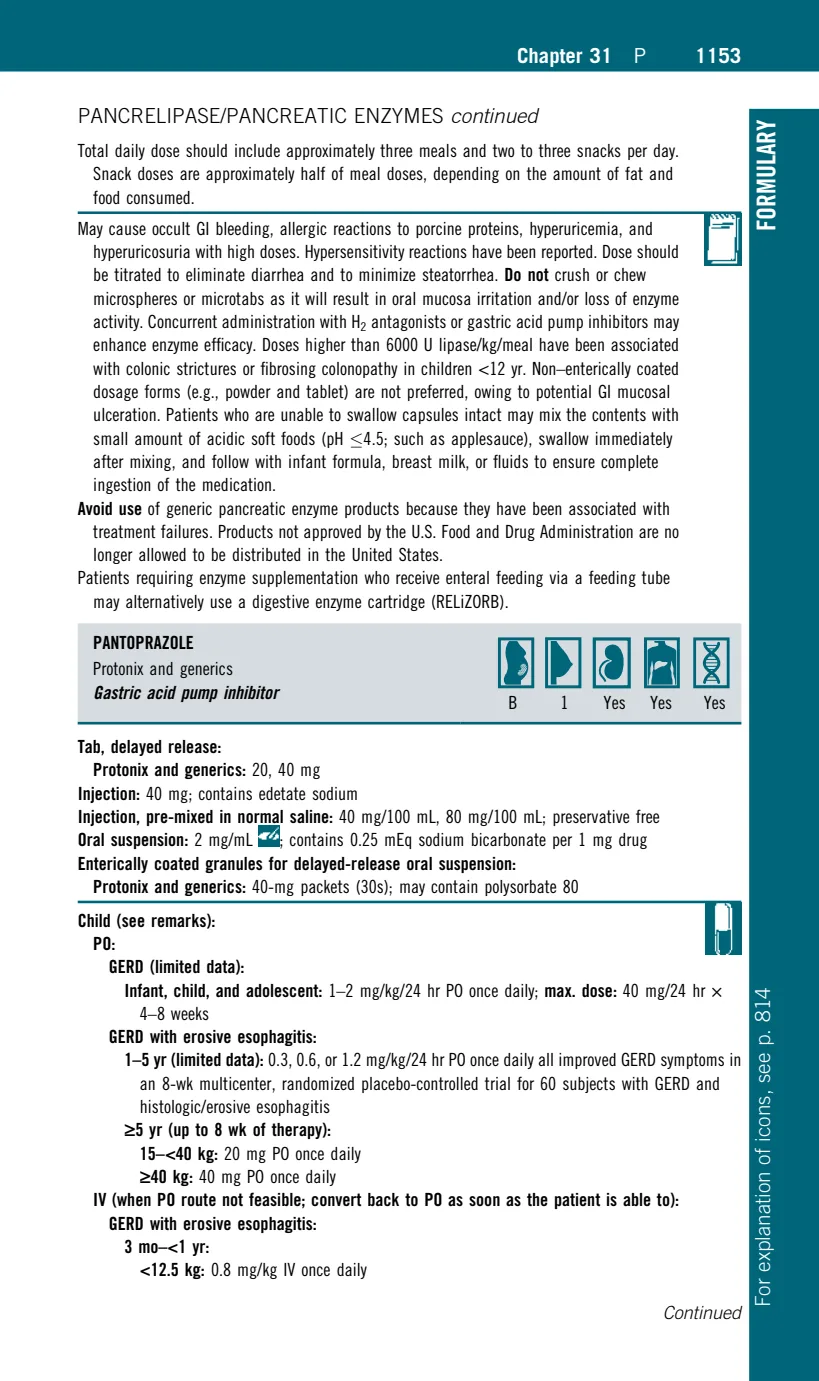 Chapter 31 P 1153
PANCRELIPASE/PANCREATIC ENZYMES continued
Total daily dose should include approximately three meals and two to three snacks per day.
Snack doses are approximately half of meal doses, depending on the amount of fat and
food consumed.
May cause occult GI bleeding, allergic reactions to porcine proteins, hyperuricemia, and
hyperuricosuria with high doses. Hypersensitivity reactions have been reported. Dose should
be titrated to eliminate diarrhea and to minimize steatorrhea. Do not crush or chew
microspheres or microtabs as it will result in oral mucosa irritation and/or loss of enzyme
activity. Concurrent administration with H₂ antagonists or gastric acid pump inhibitors may
enhance enzyme efficacy. Doses higher than 6000 U lipase/kg/meal have been associated
with colonic strictures or fibrosing colonopathy in children <12 yr. Non–enterically coated
dosage forms (e.g., powder and tablet) are not preferred, owing to potential GI mucosal
ulceration. Patients who are unable to swallow capsules intact may mix the contents with
small amount of acidic soft foods (pH ≤4.5; such as applesauce), swallow immediately
after mixing, and follow with infant formula, breast milk, or fluids to ensure complete
ingestion of the medication.
Avoid use of generic pancreatic enzyme products because they have been associated with
treatment failures. Products not approved by the U.S. Food and Drug Administration are no
longer allowed to be distributed in the United States.
Patients requiring enzyme supplementation who receive enteral feeding via a feeding tube
may alternatively use a digestive enzyme cartridge (RELiZORB).
PANTOPRAZOLE
Protonix and generics
Gastric acid pump inhibitor
B 1 Yes Yes Yes
Tab, delayed release:
Protonix and generics: 20, 40 mg
Injection: 40 mg; contains edetate sodium
Injection, pre-mixed in normal saline: 40 mg/100 mL, 80 mg/100 mL; preservative free
Oral suspension: 2 mg/mL ; contains 0.25 mEq sodium bicarbonate per 1 mg drug
Enterically coated granules for delayed-release oral suspension:
Protonix and generics: 40-mg packets (30s); may contain polysorbate 80
Child (see remarks):
PO:
GERD (limited data):
Infant, child, and adolescent: 1–2 mg/kg/24 hr PO once daily; max. dose: 40 mg/24 hr ×
4–8 weeks
GERD with erosive esophagitis:
1–5 yr (limited data): 0.3, 0.6, or 1.2 mg/kg/24 hr PO once daily all improved GERD symptoms in
an 8-wk multicenter, randomized placebo-controlled trial for 60 subjects with GERD and
histologic/erosive esophagitis
≥5 yr (up to 8 wk of therapy):
15–<40 kg: 20 mg PO once daily
≥40 kg: 40 mg PO once daily
IV (when PO route not feasible; convert back to PO as soon as the patient is able to):
GERD with erosive esophagitis:
3 mo–<1 yr:
<12.5 kg: 0.8 mg/kg IV once daily
Continued
FORMULARY
For explanation of icons, see p. 814